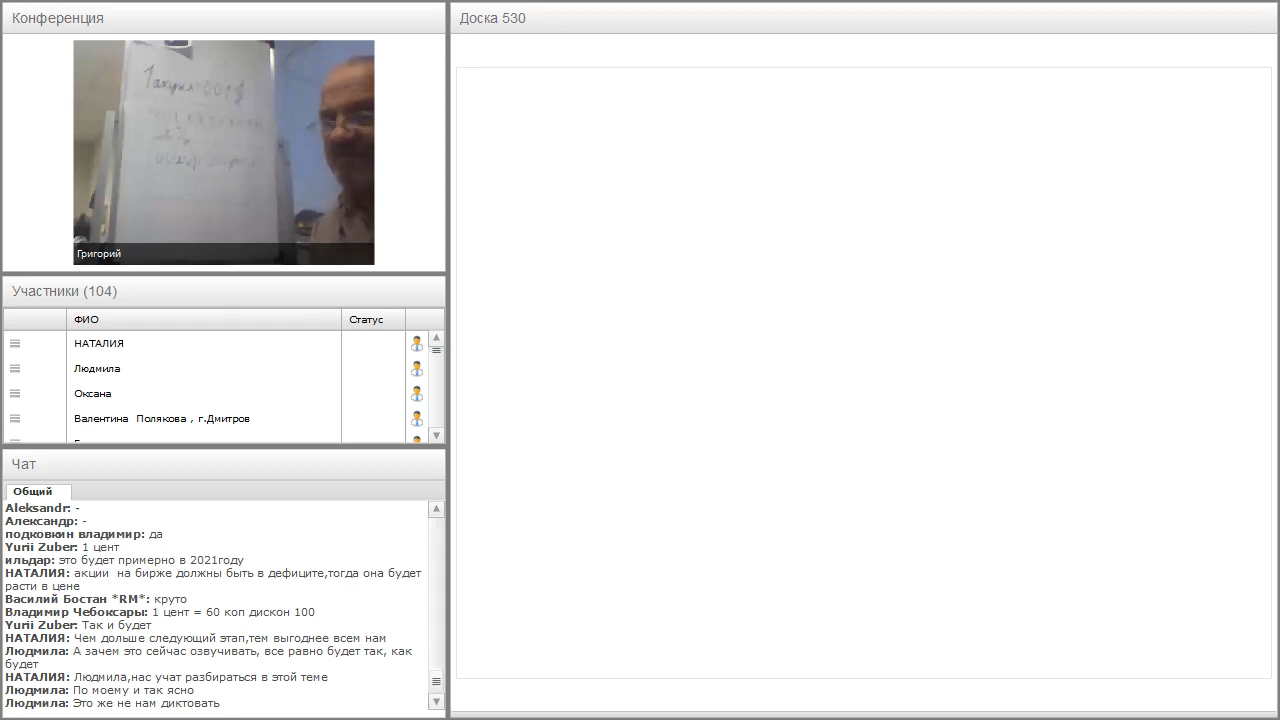 Конференция
Доска 530
1 акция 001$
Григорий
Участники (104)
ФИО
Статус
НАТАЛИЯ
Людмила
Оксана
Валентина Полякова , г.Дмитров
Чат
Общий
Aleksandr: -
Александр: -
подковкин владимир: да
Yurii Zuber: 1 цент
ильдар: это будет примерно в 2021году
НАТАЛИЯ: акции на бирже должны быть в дефиците,тогда она будет
расти в цене
Василий Бостан *RM*: круто
Владимир Чебоксары: 1 цент = 60 коп дискон 100
Yurii Zuber: Так и будет
НАТАЛИЯ: Чем дольше следующий этап,тем выгоднее всем нам
Людмила: А зачем это сейчас озвучивать, все равно будет так, как
будет
НАТАЛИЯ: Людмила,нас учат разбираться в этой теме
Людмила: По моему и так ясно
Людмила: Это же не нам диктовать